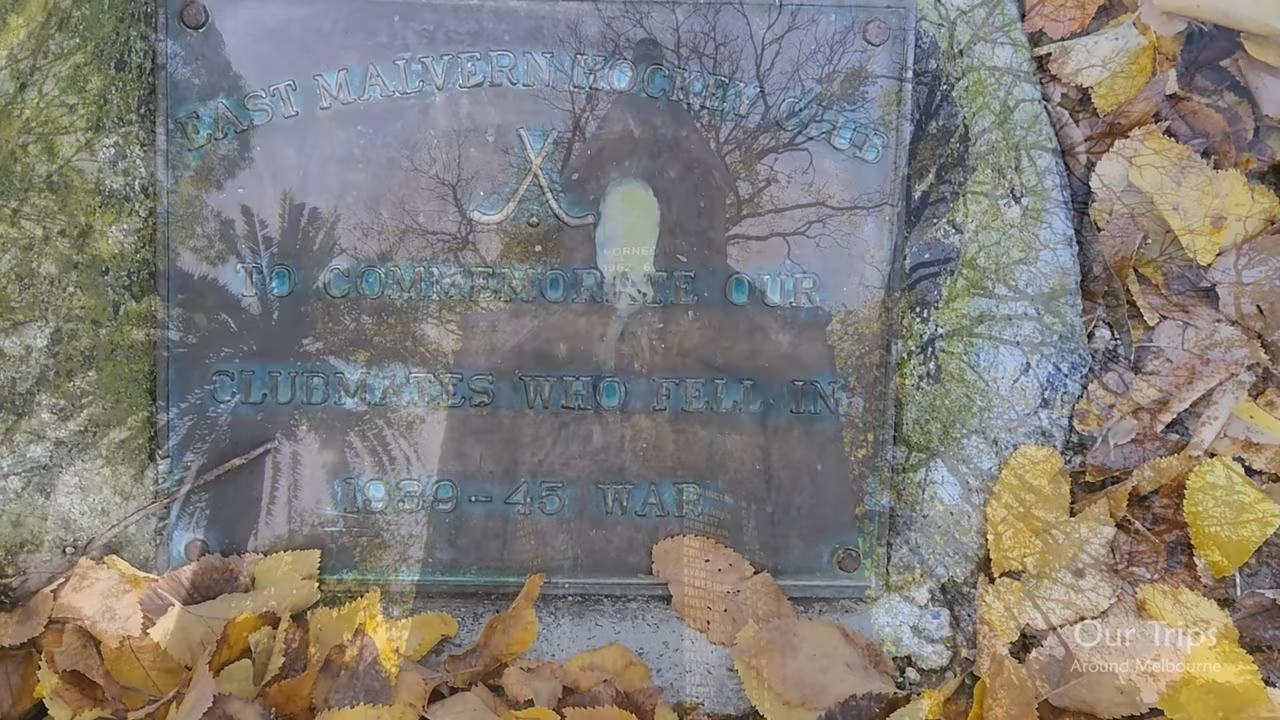 EAST MALVERN HOCKEY CLUB
TO COMMEMORATE OUR
CLUBMATES WHO FELL IN
1939-45 WAR
Our Trips
Around Melbourne